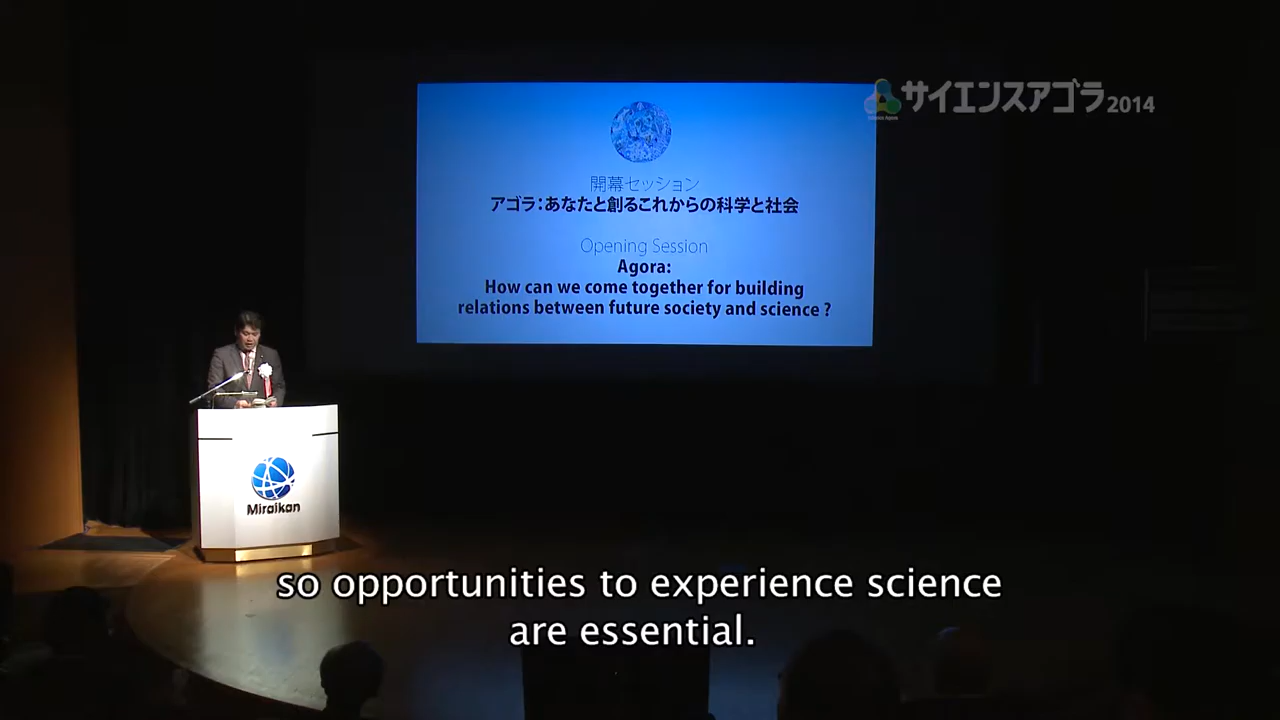 サイエンスアゴラ2014
開幕セッション
アゴラ：あなたと創るこれからの科学と社会
Opening Session
Agora:
How can we come together for building
relations between future society and science ?
Miraikan
so opportunities to experience science
are essential.